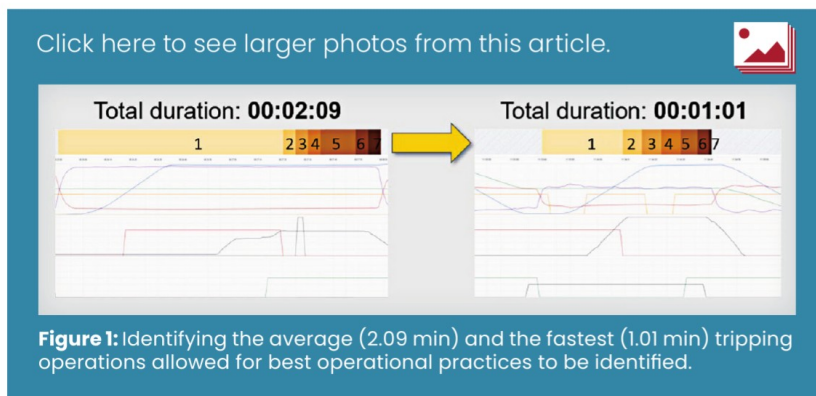 Click here to see larger photos from this article.
Total duration: 00:02:09
Total duration: 00:01:01
1 2 3 4 5 6 7
1 2 3 4 5 6 7
Figure 1: Identifying the average (2.09 min) and the fastest (1.01 min) tripping
operations allowed for best operational practices to be identified.